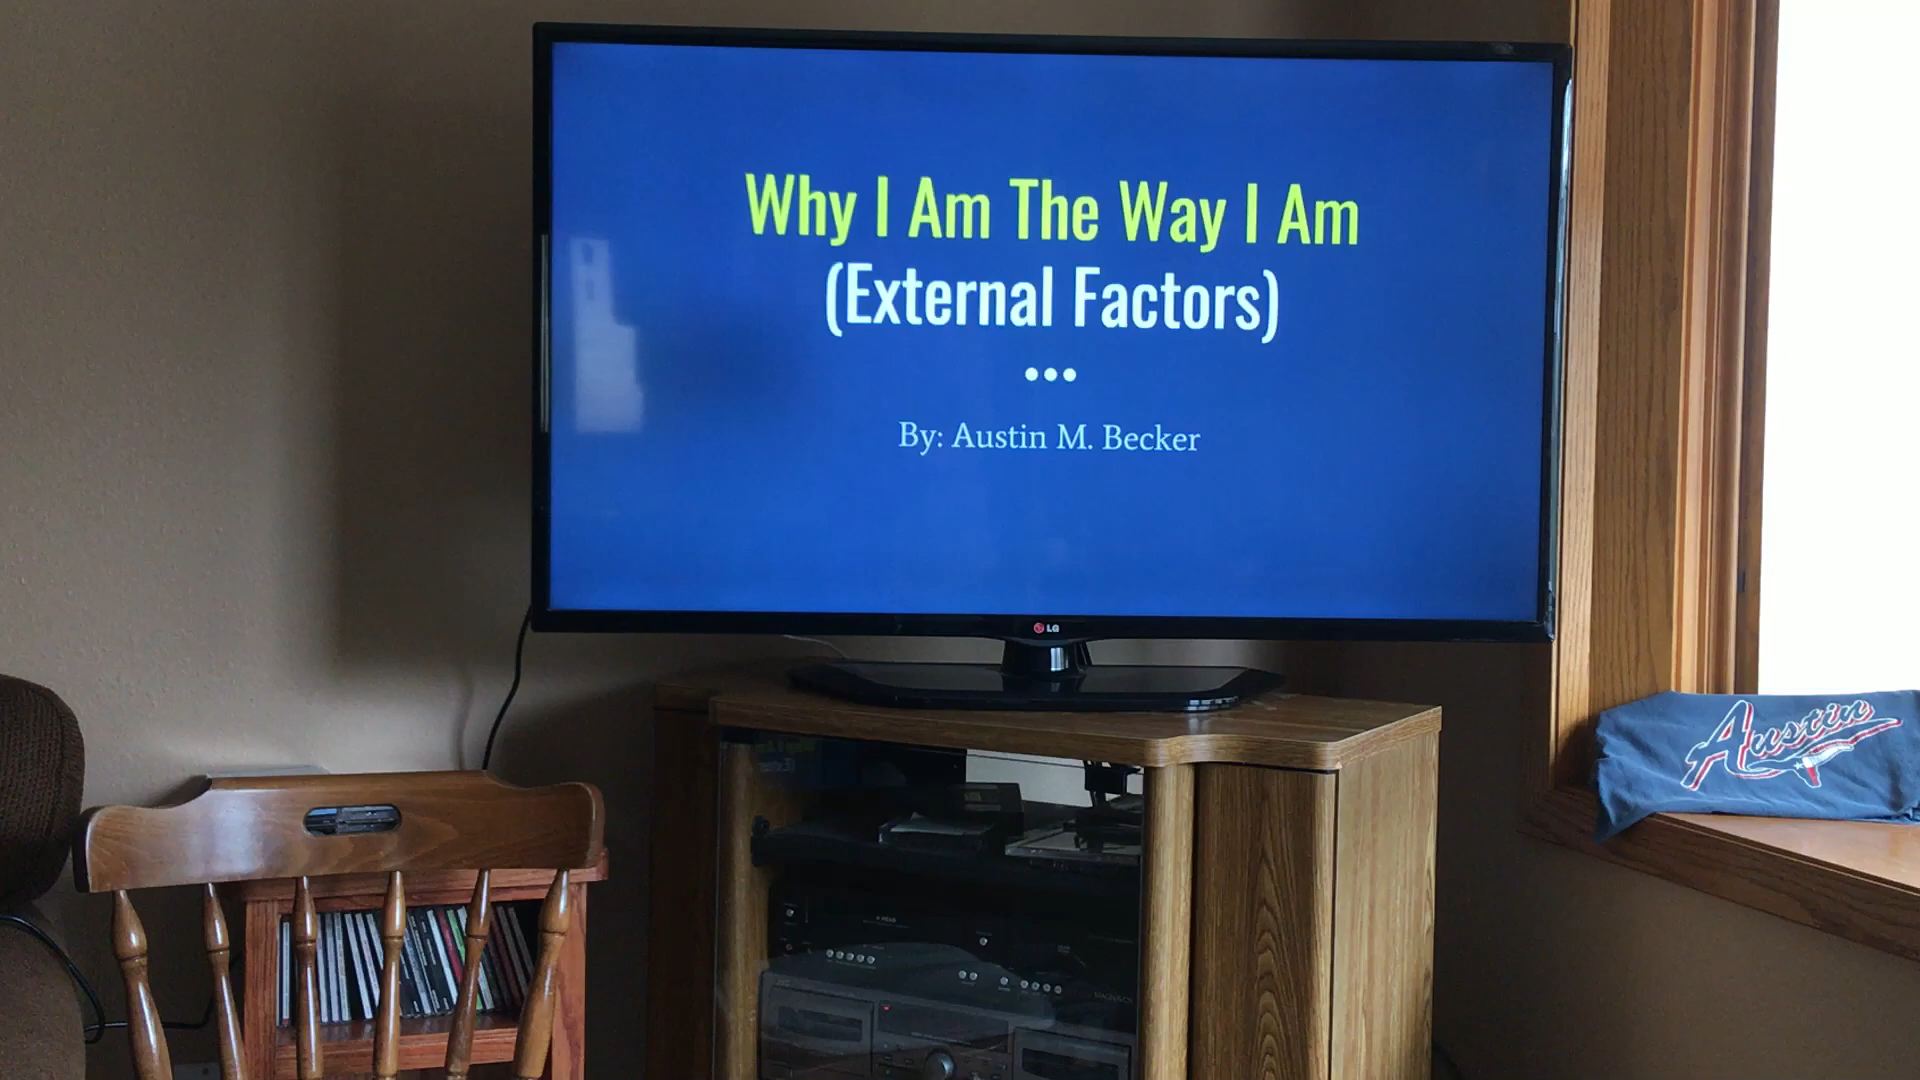 Why I Am The Way I Am
(External Factors)
By: Austin M. Becker
LG
Austin